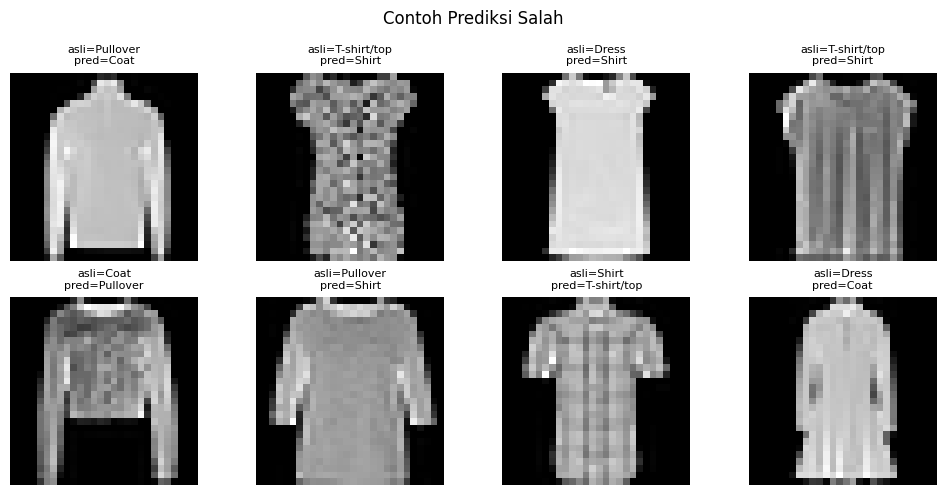 Contoh Prediksi Salah
asli=Pullover
pred=Coat
asli=T-shirt/top
pred=Shirt
asli=Dress
pred=Shirt
asli=T-shirt/top
pred=Shirt
asli=Coat
pred=Pullover
asli=Pullover
pred=Shirt
asli=Shirt
pred=T-shirt/top
asli=Dress
pred=Coat